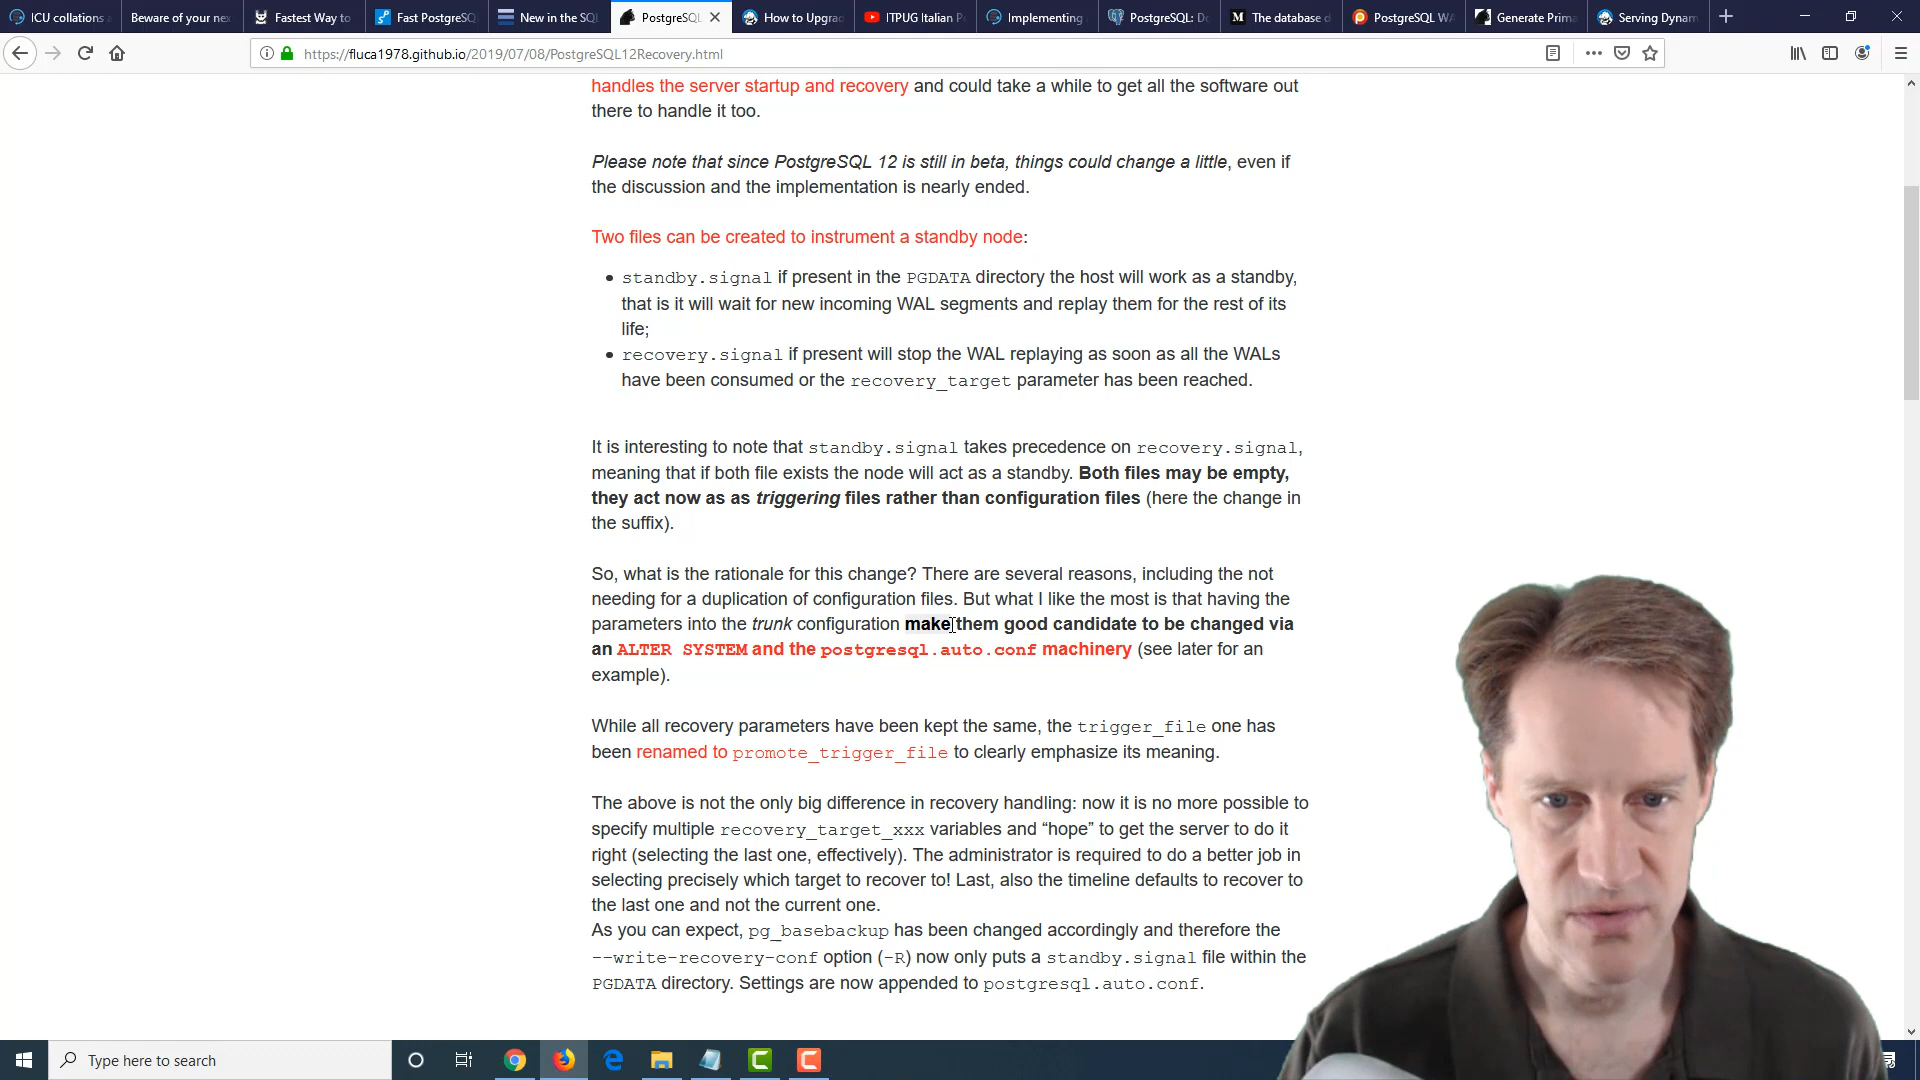 ICU collations a
Beware of your nex
Fastest Way to
Fast PostgreSQ
New in the SQL
PostgreSQL
How to Upgrad
ITPUG Italian P
Implementing
PostgreSQL: D
The database d
PostgreSQL WA
Generate Prima
Serving Dynam
https://fluca1978.github.io/2019/07/08/PostgreSQL12Recovery.html
handles the server startup and recovery and could take a while to get all the software out
there to handle it too.
Please note that since PostgreSQL 12 is still in beta, things could change a little, even if
the discussion and the implementation is nearly ended.
Two files can be created to instrument a standby node:
• standby.signal if present in the PGDATA directory the host will work as a standby,
that is it will wait for new incoming WAL segments and replay them for the rest of its
life;
• recovery.signal if present will stop the WAL replaying as soon as all the WALs
have been consumed or the recovery_target parameter has been reached.
It is interesting to note that standby.signal takes precedence on recovery.signal,
meaning that if both file exists the node will act as a standby. Both files may be empty,
they act now as as triggering files rather than configuration files (here the change in
the suffix).
So, what is the rationale for this change? There are several reasons, including the not
needing for a duplication of configuration files. But what I like the most is that having the
parameters into the trunk configuration make them good candidate to be changed via
an ALTER SYSTEM and the postgresql.auto.conf machinery (see later for an
example).
While all recovery parameters have been kept the same, the trigger_file one has
been renamed to promote_trigger_file to clearly emphasize its meaning.
The above is not the only big difference in recovery handling: now it is no more possible to
specify multiple recovery_target_xxx variables and “hope” to get the server to do it
right (selecting the last one, effectively). The administrator is required to do a better job in
selecting precisely which target to recover to! Last, also the timeline defaults to recover to
the last one and not the current one.
As you can expect, pg_basebackup has been changed accordingly and therefore the
--write-recovery-conf option (-R) now only puts a standby.signal file within the
PGDATA directory. Settings are now appended to postgresql.auto.conf.
Type here to search